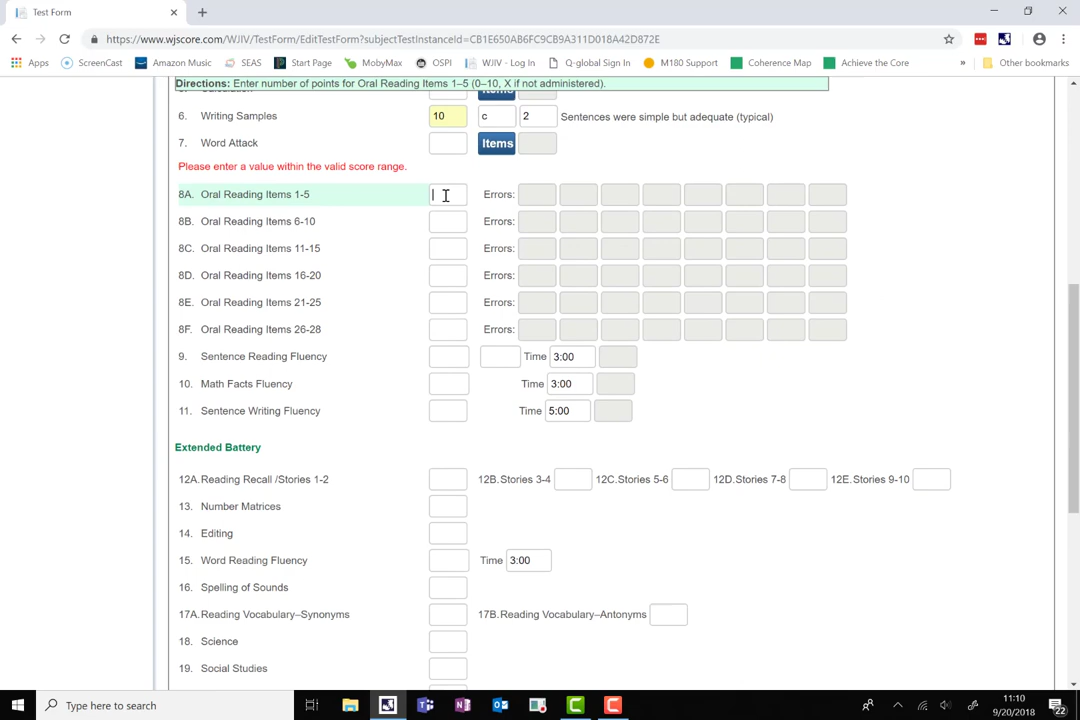 Test Form
https://www.wjscore.com/WJIV/TestForm/EditTestForm?subjectTestInstanceId=CB1E650AB6FC9CB9A311D018A42D872E
Apps ScreenCast Amazon Music SEAS Start Page MobyMax OSPI WJIV - Log In Q-global Sign In M180 Support Coherence Map Achieve the Core » Other bookmarks
Directions: Enter number of points for Oral Reading Items 1–5 (0–10, X if not administered).
6. Writing Samples 10 c 2 Sentences were simple but adequate (typical)
7. Word Attack Items
Please enter a value within the valid score range.
8A. Oral Reading Items 1-5 Errors:
8B. Oral Reading Items 6-10 Errors:
8C. Oral Reading Items 11-15 Errors:
8D. Oral Reading Items 16-20 Errors:
8E. Oral Reading Items 21-25 Errors:
8F. Oral Reading Items 26-28 Errors:
9. Sentence Reading Fluency Time 3:00
10. Math Facts Fluency Time 3:00
11. Sentence Writing Fluency Time 5:00
Extended Battery
12A. Reading Recall /Stories 1-2 12B. Stories 3-4 12C. Stories 5-6 12D. Stories 7-8 12E. Stories 9-10
13. Number Matrices
14. Editing
15. Word Reading Fluency Time 3:00
16. Spelling of Sounds
17A. Reading Vocabulary–Synonyms 17B. Reading Vocabulary–Antonyms
18. Science
19. Social Studies
Type here to search
11:10
9/20/2018
22